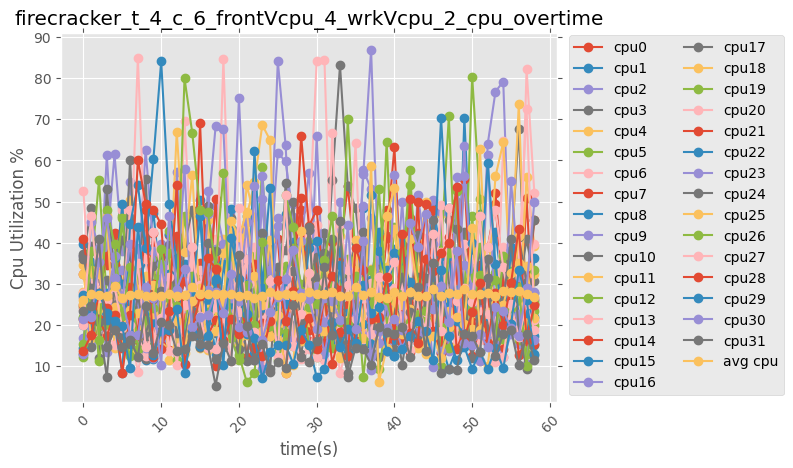 firecracker_t_4_c_6_frontVcpu_4_wrkVcpu_2_cpu_overtime
90
80
70
60
50
40
30
20
10
Cpu Utilization %
0
10
20
30
40
50
60
time(s)
cpu0
cpu1
cpu2
cpu3
cpu4
cpu5
cpu6
cpu7
cpu8
cpu9
cpu10
cpu11
cpu12
cpu13
cpu14
cpu15
cpu16
cpu17
cpu18
cpu19
cpu20
cpu21
cpu22
cpu23
cpu24
cpu25
cpu26
cpu27
cpu28
cpu29
cpu30
cpu31
avg cpu